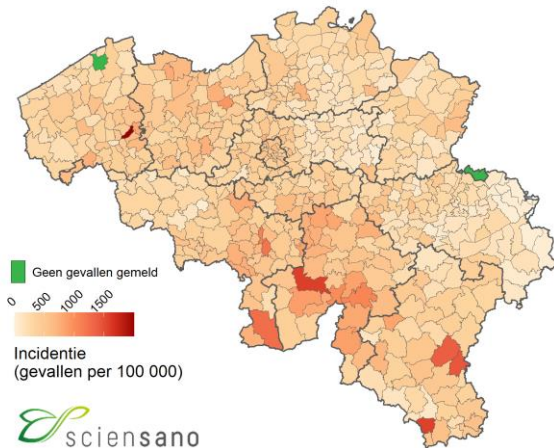 Geen gevallen gemeld
0 500 1000 1500
Incidentie
(gevallen per 100 000)
sciensano